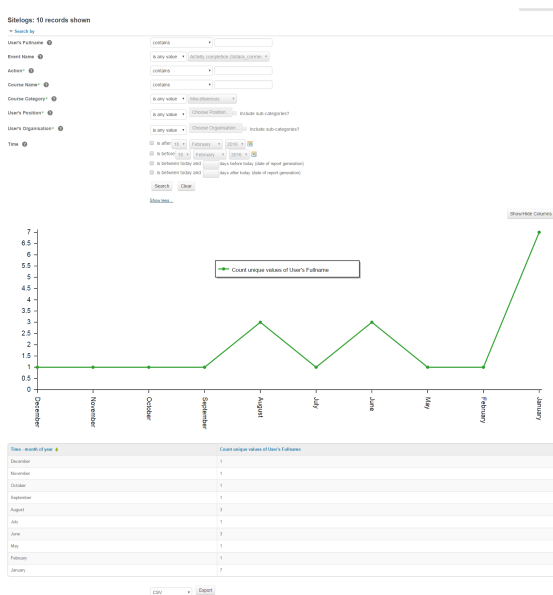 Sitelogs: 10 records shown
Search by
User's Fullname contains
Event Name is any value Activity completion (totara_connect
Action* contains
Course Name* contains
Course Category* is any value Miscellaneous
User's Position* is any value Choose Position... Include sub-categories?
User's Organisation* is any value Choose Organisation... Include sub-categories?
Time is after 10 February 2016
is before 10 February 2016
is between today and days before today (date of report generation)
is between today and days after today (date of report generation)
Search Clear
Show less...
Show/Hide Columns
7
6.5
6
5.5
5
4.5
4
3.5
3
2.5
2
1.5
1
0.5
0
Count unique values of User's Fullname
December November October September August July June May February January
Time - month of year Count unique values of User's Fullname
December 1
November 1
October 1
September 1
August 3
July 1
June 3
May 1
February 1
January 7
CSV Export